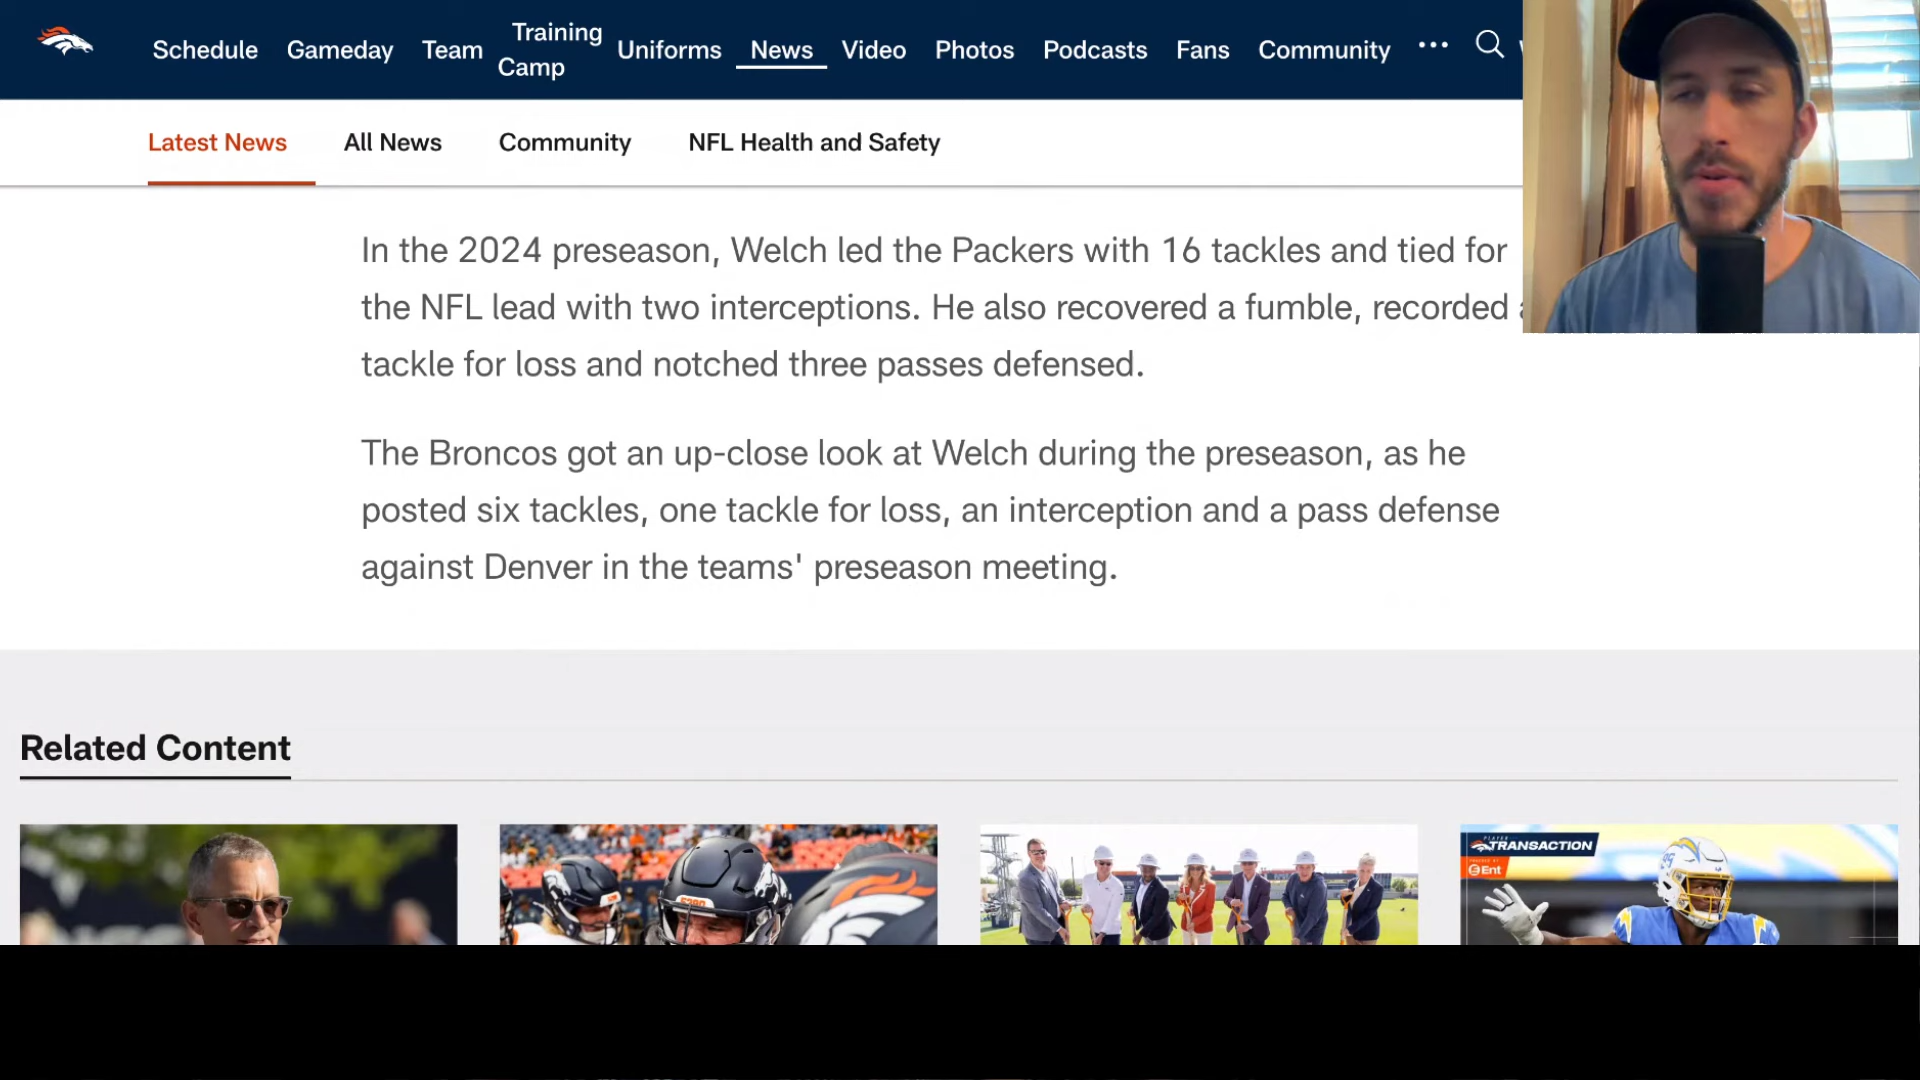 Schedule Gameday Team Training Camp Uniforms News Video Photos Podcasts Fans Community
Latest News All News Community NFL Health and Safety
In the 2024 preseason, Welch led the Packers with 16 tackles and tied for
the NFL lead with two interceptions. He also recovered a fumble, recorded
tackle for loss and notched three passes defensed.
The Broncos got an up-close look at Welch during the preseason, as he
posted six tackles, one tackle for loss, an interception and a pass defense
against Denver in the teams' preseason meeting.
Related Content
TRANSACTION
Ent